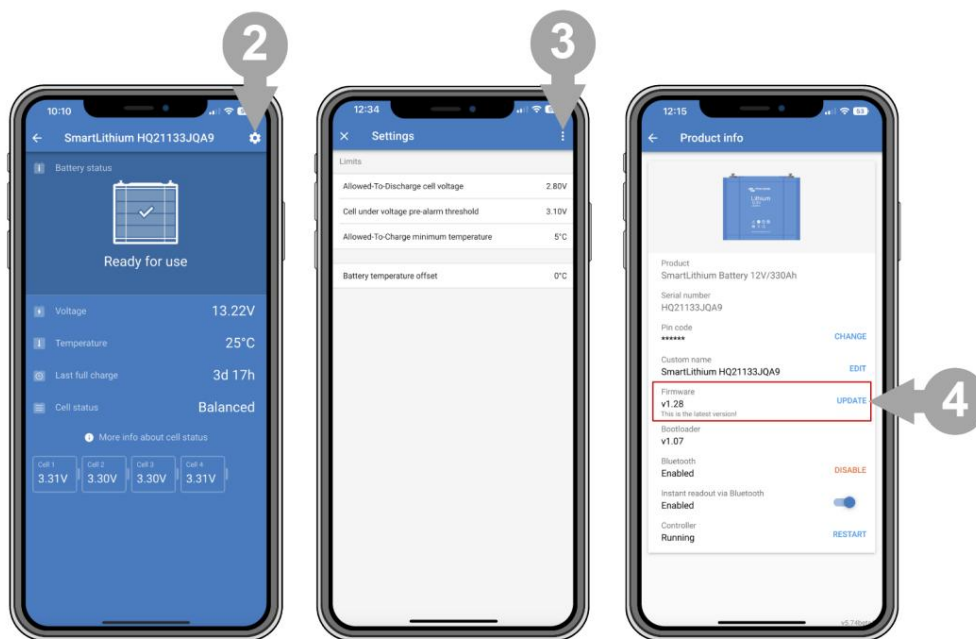 2
3
10:10
SmartLithium HQ21133JQA9
Battery status
Ready for use
Voltage 13.22V
Temperature 25°C
Last full charge 3d 17h
Cell status Balanced
More info about cell status
Cell 1 Cell 2 Cell 3 Cell 4
3.31V 3.30V 3.30V 3.31V
12:34
Settings
Limits
Allowed-To-Discharge cell voltage 2.80V
Cell under voltage pre-alarm threshold 3.10V
Allowed-To-Charge minimum temperature 5°C
Battery temperature offset 0°C
12:15 83
Product info
Lithium
Product
SmartLithium Battery 12V/330Ah
Serial number
HQ21133JQA9
Pin code
****** CHANGE
Custom name
SmartLithium HQ21133JQA9 EDIT
Firmware
v1.28 UPDATE
This is the latest version!
4
Bootloader
v1.07
Bluetooth
Enabled DISABLE
Instant readout via Bluetooth
Enabled
Controller
Running RESTART